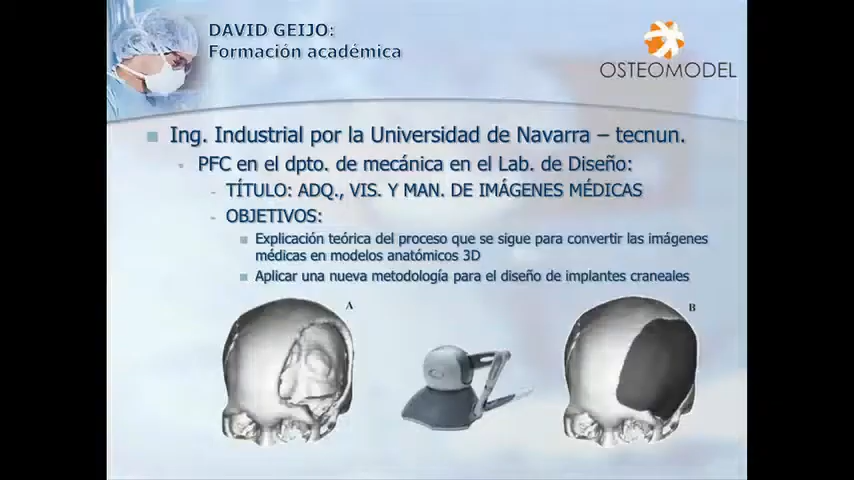 DAVID GEIJO:
Formación académica
OSTEOMODEL
Ing. Industrial por la Universidad de Navarra – tecnun.
- PFC en el dpto. de mecánica en el Lab. de Diseño:
- TÍTULO: ADQ., VIS. Y MAN. DE IMÁGENES MÉDICAS
- OBJETIVOS:
Explicación teórica del proceso que se sigue para convertir las imágenes
médicas en modelos anatómicos 3D
Aplicar una nueva metodología para el diseño de implantes craneales
A
B